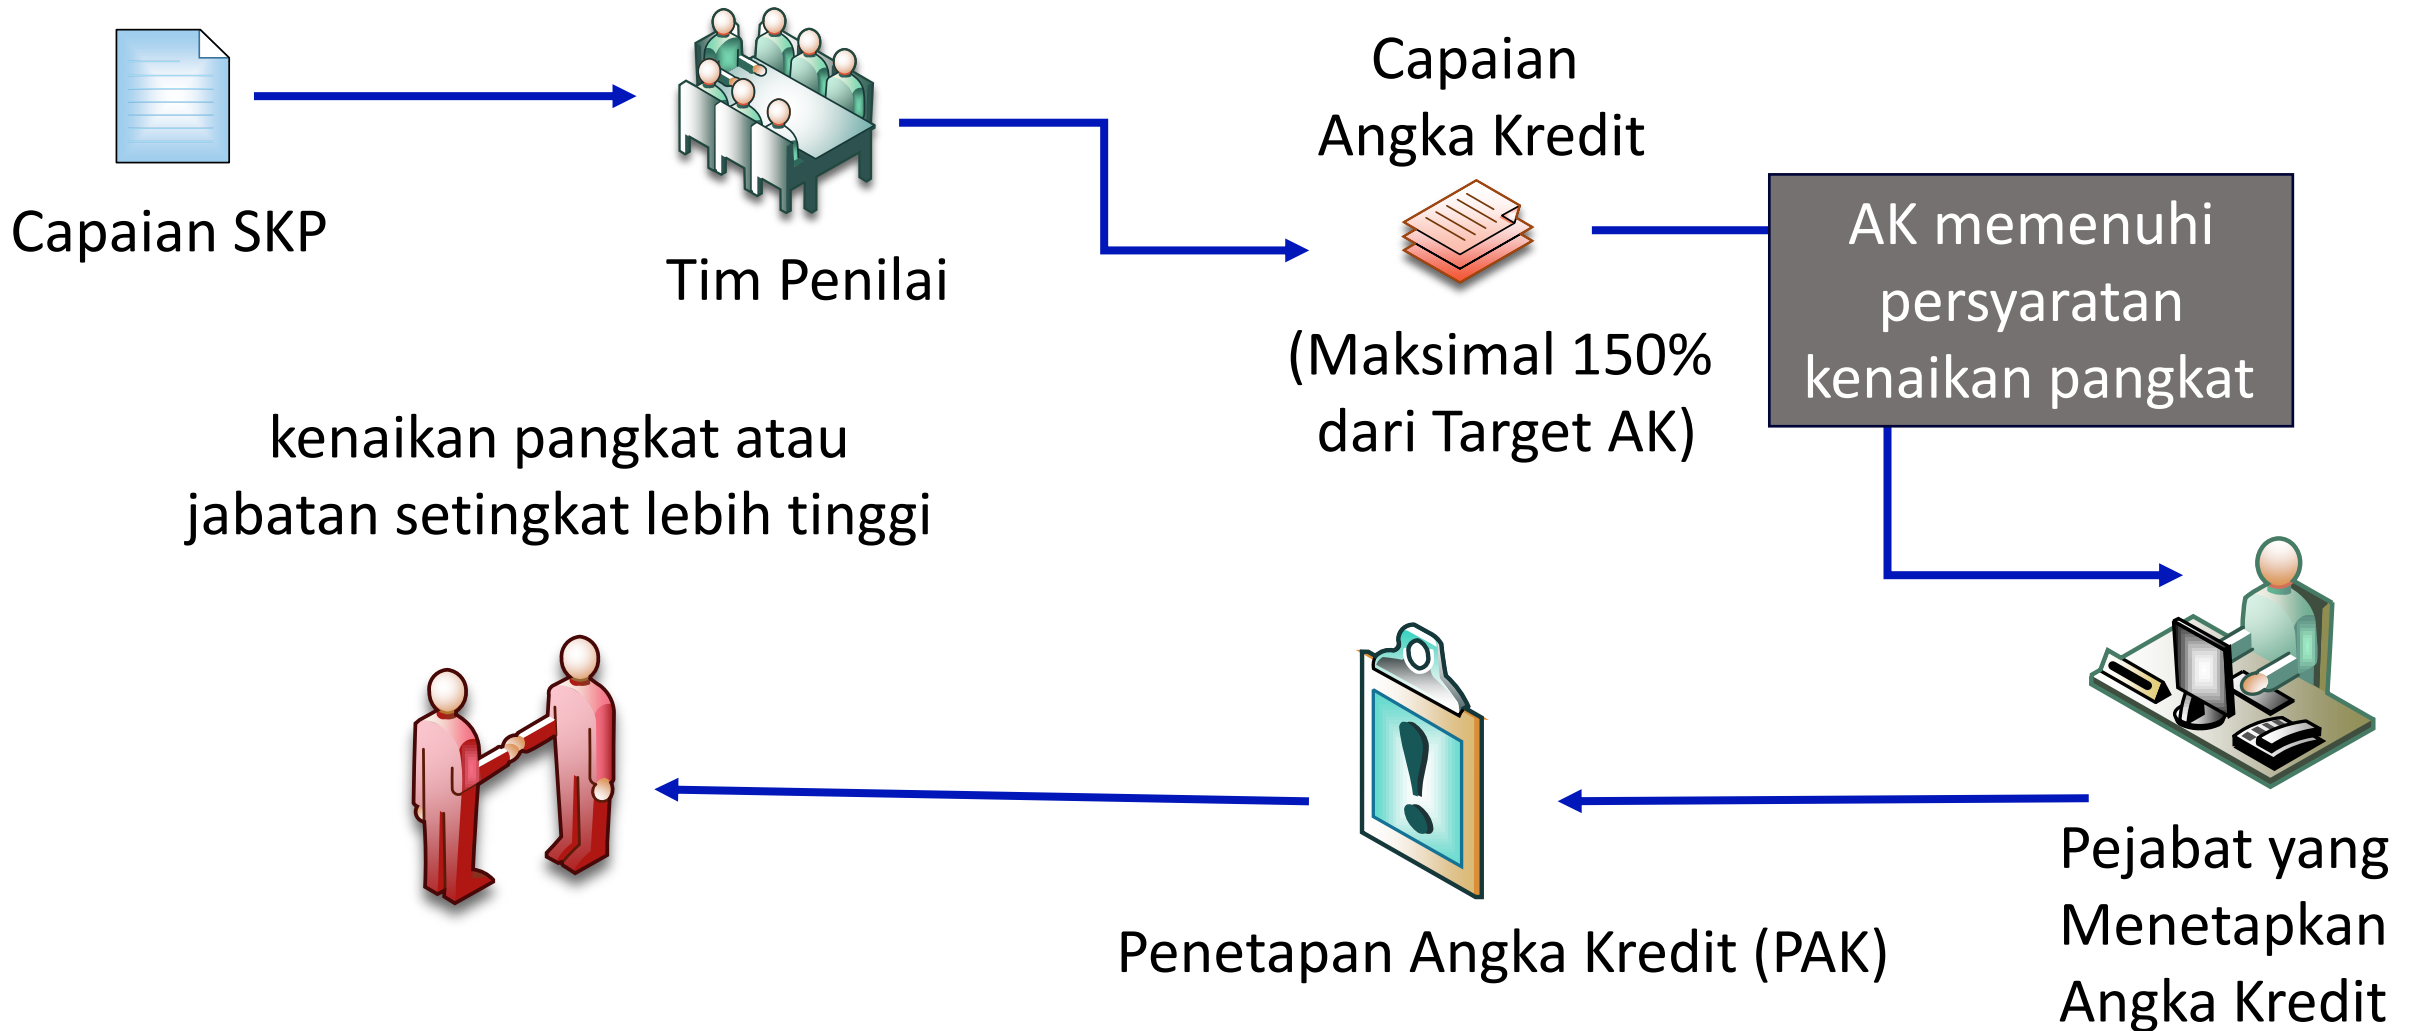 Capaian SKP
Tim Penilai
Capaian
Angka Kredit
(Maksimal 150%
dari Target AK)
AK memenuhi
persyaratan
kenaikan pangkat
Pejabat yang
Menetapkan
Angka Kredit
Penetapan Angka Kredit (PAK)
kenaikan pangkat atau
jabatan setingkat lebih tinggi